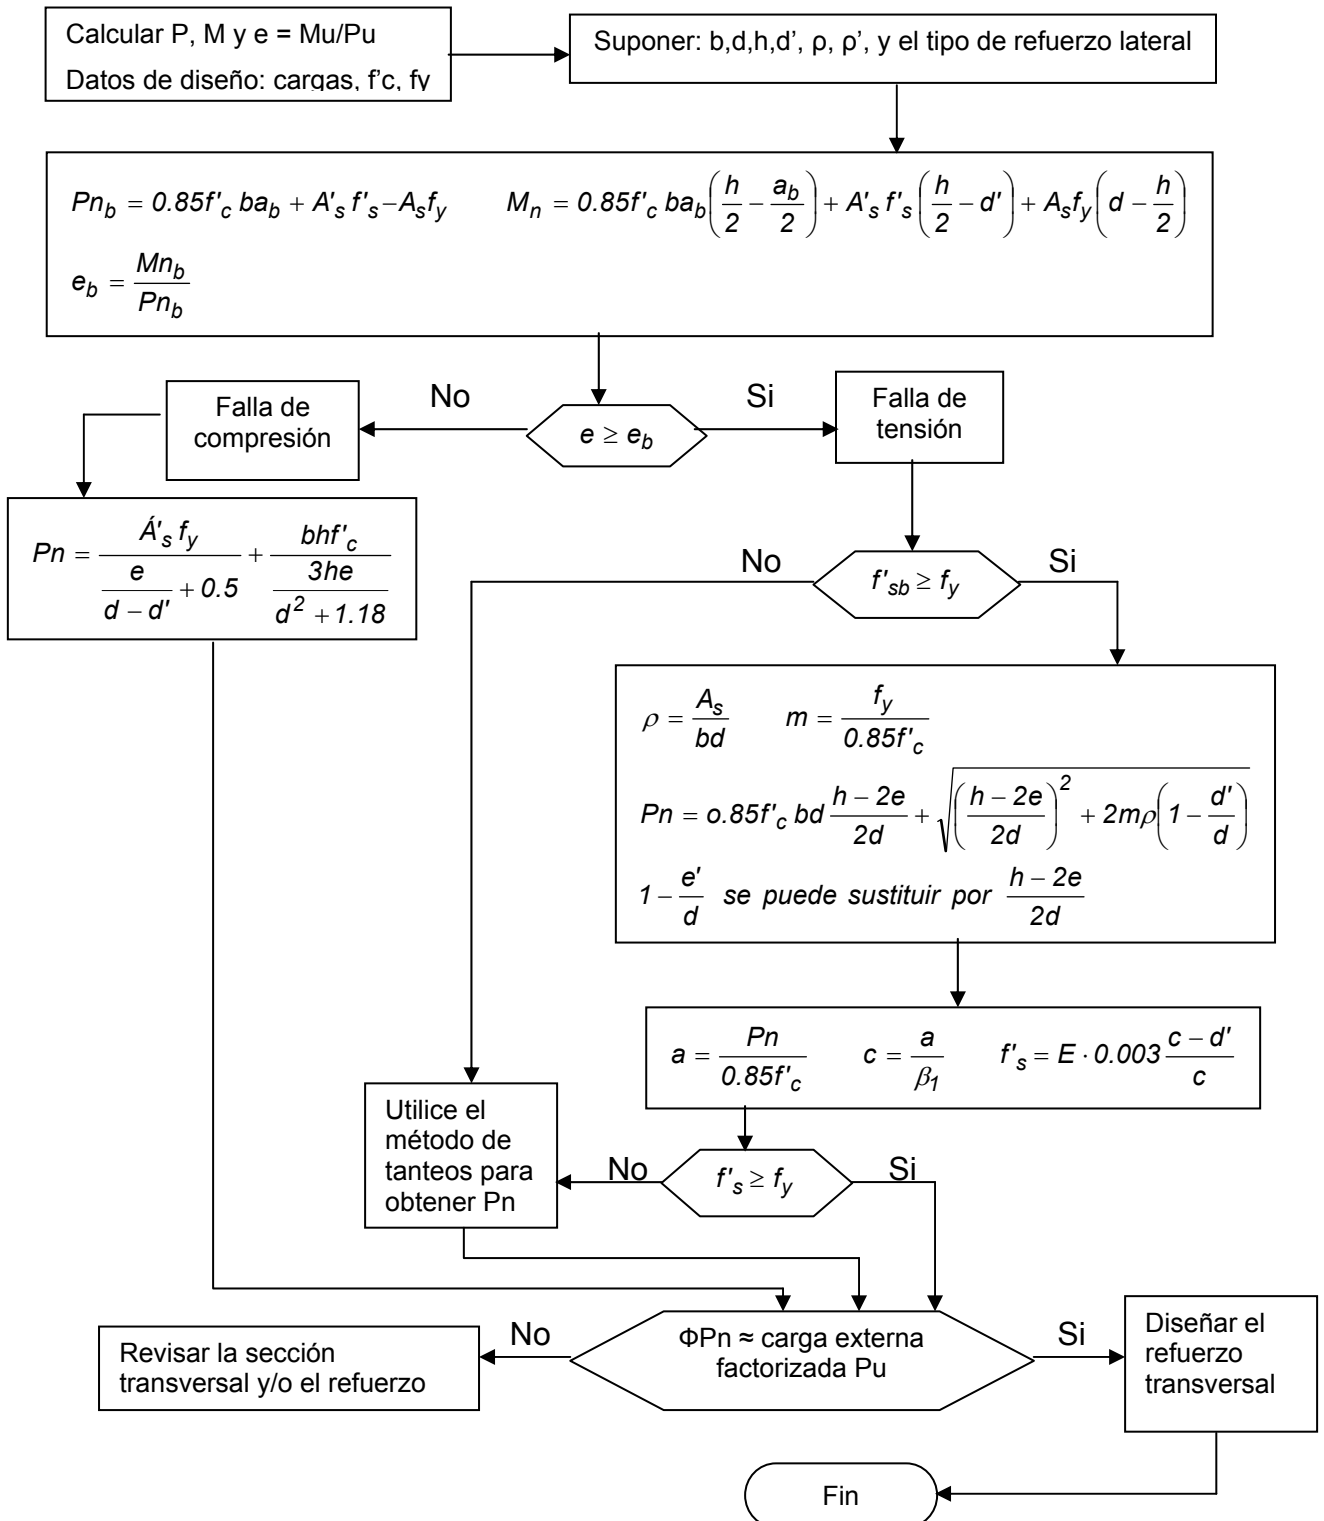 Calcular P, M y e = Mu/Pu
Datos de diseño: cargas, f'c, fy
Suponer: b,d,h,d', ρ, ρ', y el tipo de refuerzo lateral
Pn_b = 0.85f'_c ba_b + A'_s f'_s − A_s f_y    M_n = 0.85f'_c ba_b (h/2 − a_b/2) + A'_s f'_s (h/2 − d') + A_s f_y (d − h/2)
e_b = Mn_b/Pn_b
No
Si
Falla de
compresión
e ≥ e_b
Falla de
tensión
Pn = Á'_s f_y / (e/(d − d') + 0.5) + bhf'_c / (3he/(d^2 + 1.18))
No
Si
f'_sb ≥ f_y
ρ = A_s/bd    m = f_y/0.85f'_c
Pn = o.85f'_c bd (h − 2e)/2d + √(((h − 2e)/2d)^2 + 2mρ(1 − d'/d))
1 − e'/d se puede sustituir por (h − 2e)/2d
a = Pn/0.85f'_c    c = a/β_1    f'_s = E · 0.003 (c − d')/c
Utilice el
método de
tanteos para
obtener Pn
No
Si
f'_s ≥ f_y
No
Si
Revisar la sección
transversal y/o el refuerzo
ΦPn ≈ carga externa
factorizada Pu
Diseñar el
refuerzo
transversal
Fin